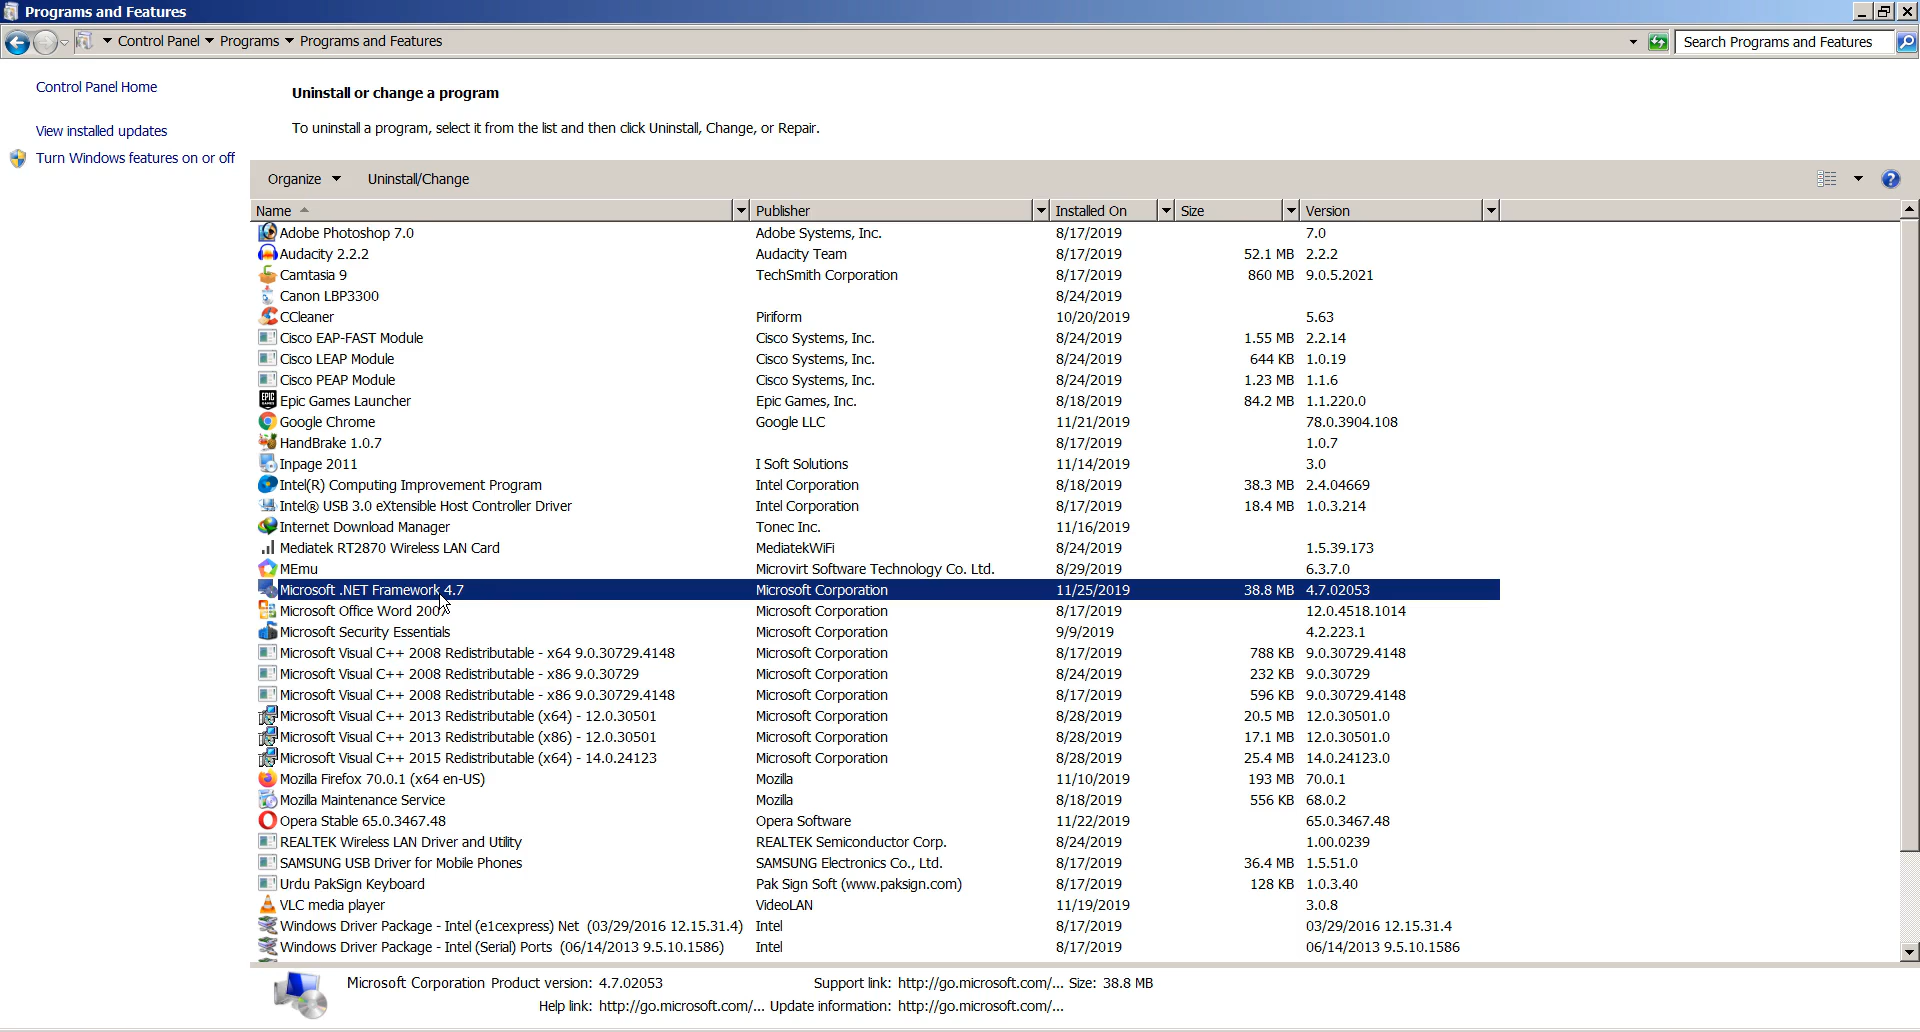 Programs and Features
Control Panel Programs Programs and Features Search Programs and Features
Control Panel Home
View installed updates
Turn Windows features on or off
Uninstall or change a program
To uninstall a program, select it from the list and then click Uninstall, Change, or Repair.
Organize Uninstall/Change
Name Publisher Installed On Size Version
Adobe Photoshop 7.0 Adobe Systems, Inc. 8/17/2019 7.0
Audacity 2.2.2 Audacity Team 8/17/2019 52.1 MB 2.2.2
Camtasia 9 TechSmith Corporation 8/17/2019 860 MB 9.0.5.2021
Canon LBP3300 8/24/2019
CCleaner Piriform 10/20/2019 5.63
Cisco EAP-FAST Module Cisco Systems, Inc. 8/24/2019 1.55 MB 2.2.14
Cisco LEAP Module Cisco Systems, Inc. 8/24/2019 644 KB 1.0.19
Cisco PEAP Module Cisco Systems, Inc. 8/24/2019 1.23 MB 1.1.6
EPIC GAMES Epic Games Launcher Epic Games, Inc. 8/18/2019 84.2 MB 1.1.220.0
Google Chrome Google LLC 11/21/2019 78.0.3904.108
HandBrake 1.0.7 8/17/2019 1.0.7
Inpage 2011 I Soft Solutions 11/14/2019 3.0
Intel(R) Computing Improvement Program Intel Corporation 8/18/2019 38.3 MB 2.4.04669
Intel® USB 3.0 eXtensible Host Controller Driver Intel Corporation 8/17/2019 18.4 MB 1.0.3.214
Internet Download Manager Tonec Inc. 11/16/2019
Mediatek RT2870 Wireless LAN Card MediatekWiFi 8/24/2019 1.5.39.173
MEmu Microvirt Software Technology Co. Ltd. 8/29/2019 6.3.7.0
Microsoft .NET Framework 4.7 Microsoft Corporation 11/25/2019 38.8 MB 4.7.02053
Microsoft Office Word 2007 Microsoft Corporation 8/17/2019 12.0.4518.1014
Microsoft Security Essentials Microsoft Corporation 9/9/2019 4.2.223.1
Microsoft Visual C++ 2008 Redistributable - x64 9.0.30729.4148 Microsoft Corporation 8/17/2019 788 KB 9.0.30729.4148
Microsoft Visual C++ 2008 Redistributable - x86 9.0.30729 Microsoft Corporation 8/24/2019 232 KB 9.0.30729
Microsoft Visual C++ 2008 Redistributable - x86 9.0.30729.4148 Microsoft Corporation 8/17/2019 596 KB 9.0.30729.4148
Microsoft Visual C++ 2013 Redistributable (x64) - 12.0.30501 Microsoft Corporation 8/28/2019 20.5 MB 12.0.30501.0
Microsoft Visual C++ 2013 Redistributable (x86) - 12.0.30501 Microsoft Corporation 8/28/2019 17.1 MB 12.0.30501.0
Microsoft Visual C++ 2015 Redistributable (x64) - 14.0.24123 Microsoft Corporation 8/28/2019 25.4 MB 14.0.24123.0
Mozilla Firefox 70.0.1 (x64 en-US) Mozilla 11/10/2019 193 MB 70.0.1
Mozilla Maintenance Service Mozilla 8/18/2019 556 KB 68.0.2
Opera Stable 65.0.3467.48 Opera Software 11/22/2019 65.0.3467.48
REALTEK Wireless LAN Driver and Utility REALTEK Semiconductor Corp. 8/24/2019 1.00.0239
SAMSUNG USB Driver for Mobile Phones SAMSUNG Electronics Co., Ltd. 8/17/2019 36.4 MB 1.5.51.0
Urdu PakSign Keyboard Pak Sign Soft (www.paksign.com) 8/17/2019 128 KB 1.0.3.40
VLC media player VideoLAN 11/19/2019 3.0.8
Windows Driver Package - Intel (e1cexpress) Net (03/29/2016 12.15.31.4) Intel 8/17/2019 03/29/2016 12.15.31.4
Windows Driver Package - Intel (Serial) Ports (06/14/2013 9.5.10.1586) Intel 8/17/2019 06/14/2013 9.5.10.1586
Microsoft Corporation Product version: 4.7.02053 Support link: http://go.microsoft.com/... Size: 38.8 MB
Help link: http://go.microsoft.com/... Update information: http://go.microsoft.com/...